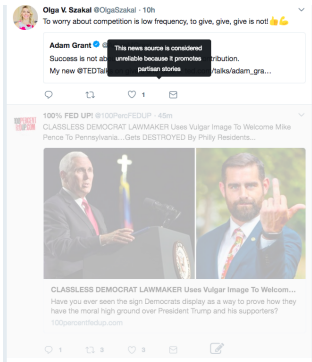 Olga V. Szakal @OlgaSzakal · 10h
To worry about competition is low frequency, to give, give, give is not!
Adam Grant
This news source is considered
unreliable because it promotes
partisan stories
Success is not ab
tribution.
My new @TEDTal
/talks/adam_gra...
1
100% FED UP! @100PercFEDUP · 45m
CLASSLESS DEMOCRAT LAWMAKER Uses Vulgar Image To Welcome Mike
Pence To Pennsylvania...Gets DESTROYED By Philly Residents...
CLASSLESS DEMOCRAT LAWMAKER Uses Vulgar Image To Welcom...
Have you ever seen the sign Democrats display as a way to prove how they
have the moral high ground over President Trump and his supporters?
100percentfedup.com
1
3
3